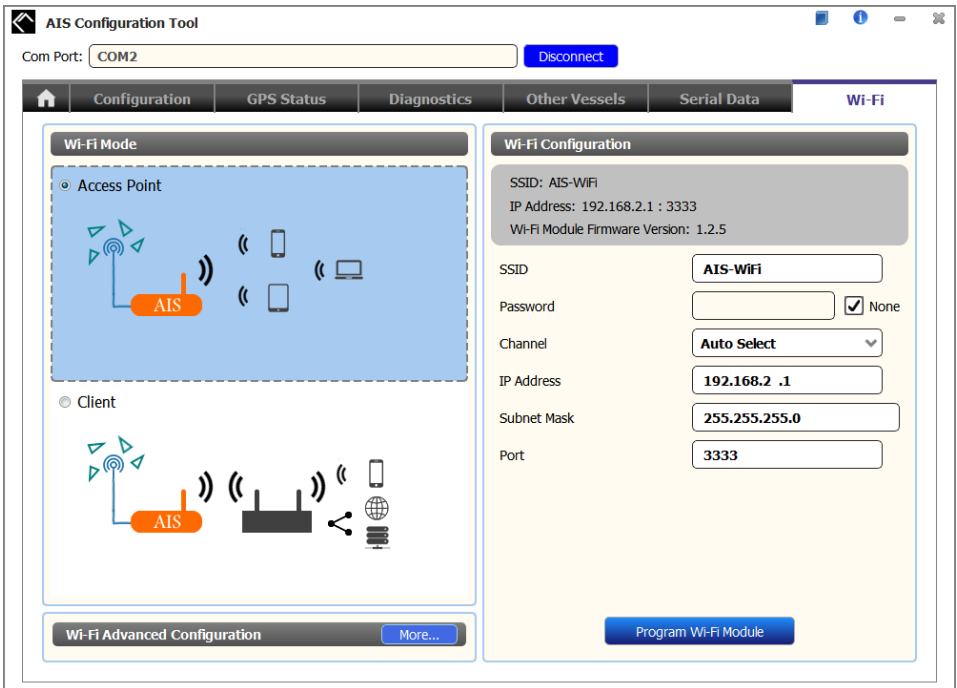 AIS Configuration Tool
Com Port: COM2 Disconnect
Configuration GPS Status Diagnostics Other Vessels Serial Data Wi-Fi
Wi-Fi Mode
Access Point
AIS
Client
AIS
Wi-Fi Advanced Configuration More...
Wi-Fi Configuration
SSID: AIS-WiFi
IP Address: 192.168.2.1 : 3333
Wi-Fi Module Firmware Version: 1.2.5
SSID AIS-WiFi
Password None
Channel Auto Select
IP Address 192.168.2 .1
Subnet Mask 255.255.255.0
Port 3333
Program Wi-Fi Module